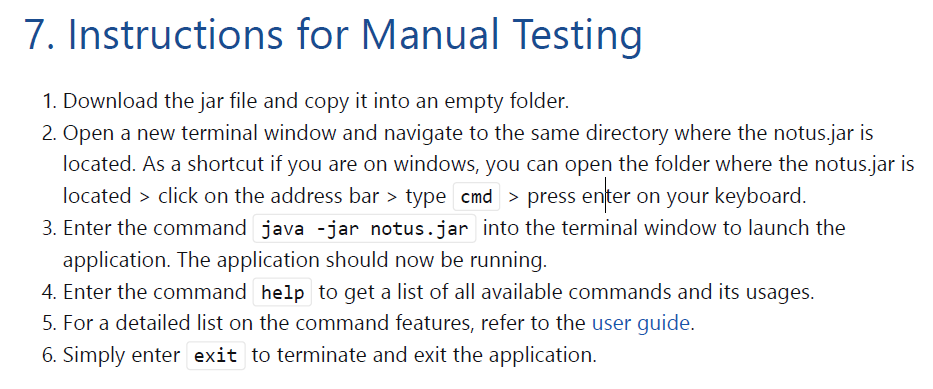 7. Instructions for Manual Testing
1. Download the jar file and copy it into an empty folder.
2. Open a new terminal window and navigate to the same directory where the notus.jar is
located. As a shortcut if you are on windows, you can open the folder where the notus.jar is
located > click on the address bar > type cmd > press enter on your keyboard.
3. Enter the command java -jar notus.jar into the terminal window to launch the
application. The application should now be running.
4. Enter the command help to get a list of all available commands and its usages.
5. For a detailed list on the command features, refer to the user guide.
6. Simply enter exit to terminate and exit the application.